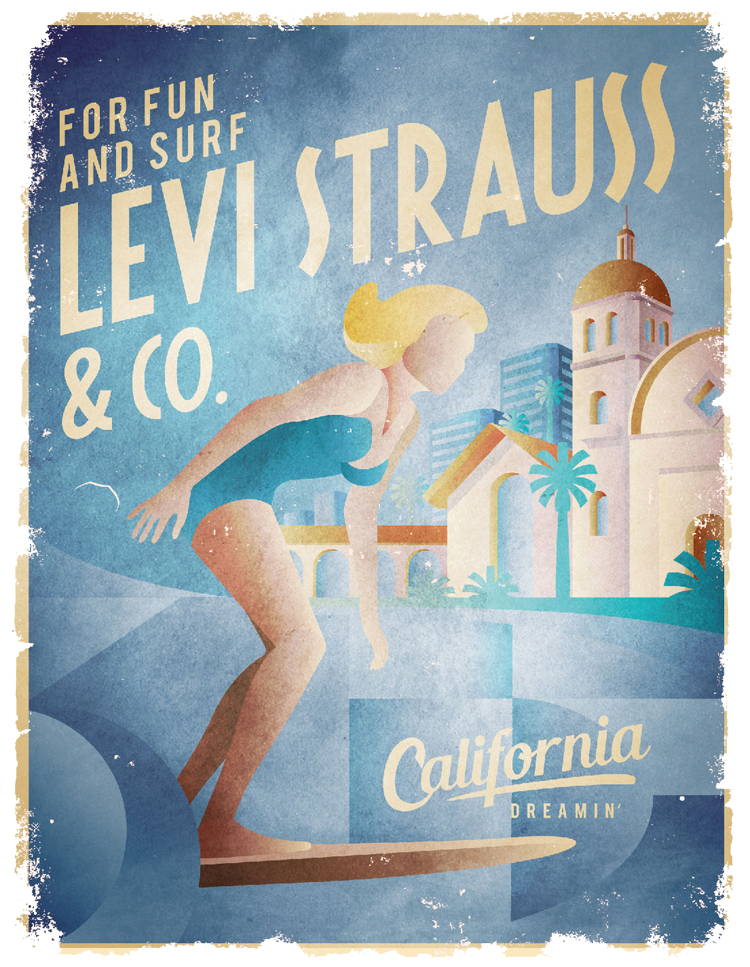 FOR FUN
AND SURF
LEVI STRAUSS
& CO.
California
DREAMIN'